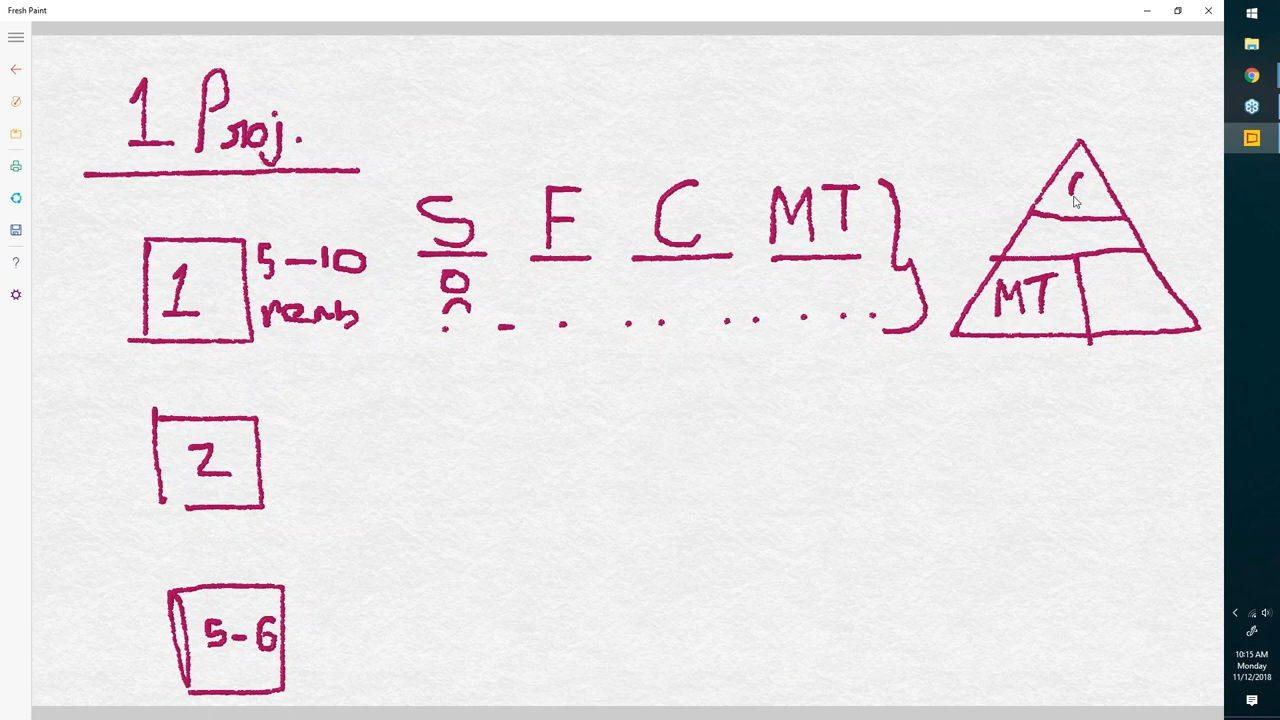 Fresh Paint
1 Proj.
S F C MT
1
5-10
MT
2
5-6
10:15 AM
Monday
11/12/2018